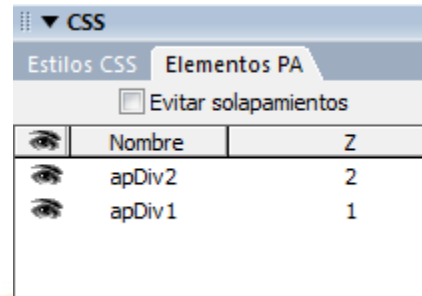 CSS
Estilos CSS Elementos PA
Evitar solapamientos
Nombre Z
apDiv2 2
apDiv1 1